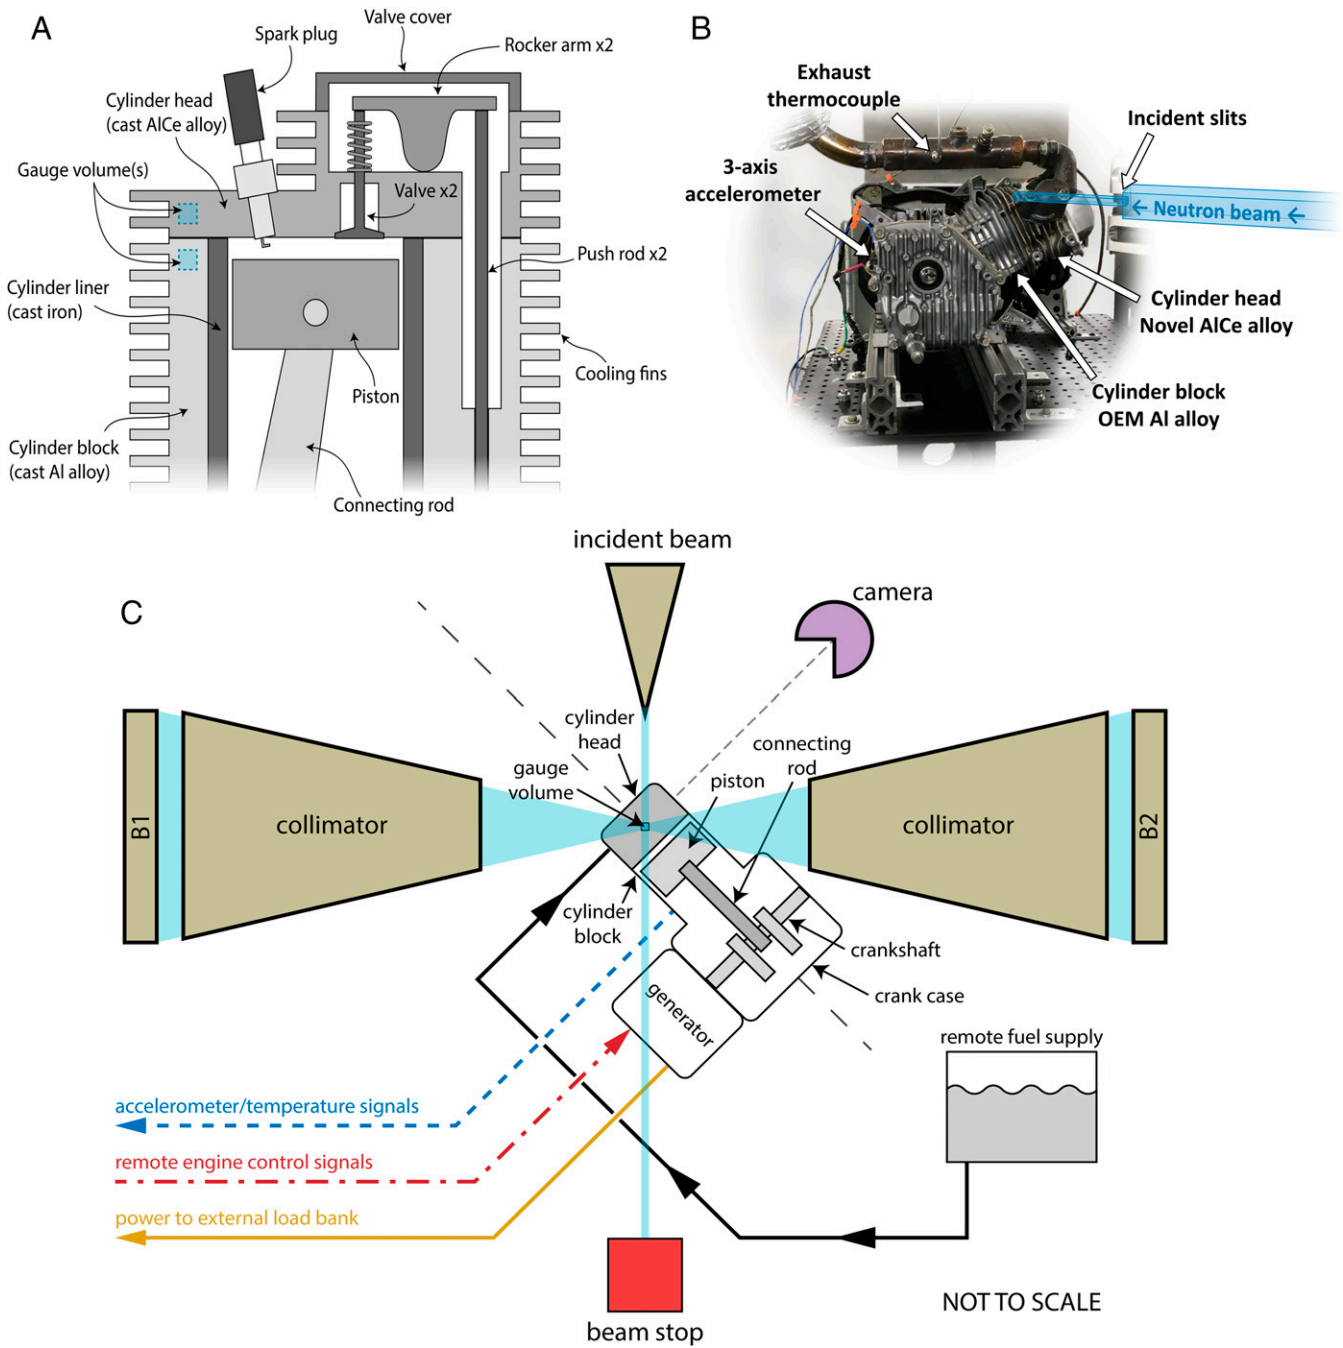 A
Valve cover
Spark plug
Rocker arm x2
Cylinder head
(cast AlCe alloy)
Gauge volume(s)
Valve x2
Push rod x2
Cylinder liner
(cast iron)
Cooling fins
Piston
Cylinder block
(cast Al alloy)
Connecting rod
B
Exhaust
thermocouple
Incident slits
3-axis
accelerometer
← Neutron beam ←
Cylinder head
Novel AlCe alloy
Cylinder block
OEM Al alloy
C
incident beam
camera
cylinder
head
connecting
rod
gauge
volume
piston
B1
collimator
collimator
B2
cylinder
block
crankshaft
crank case
generator
remote fuel supply
accelerometer/temperature signals
remote engine control signals
power to external load bank
NOT TO SCALE
beam stop